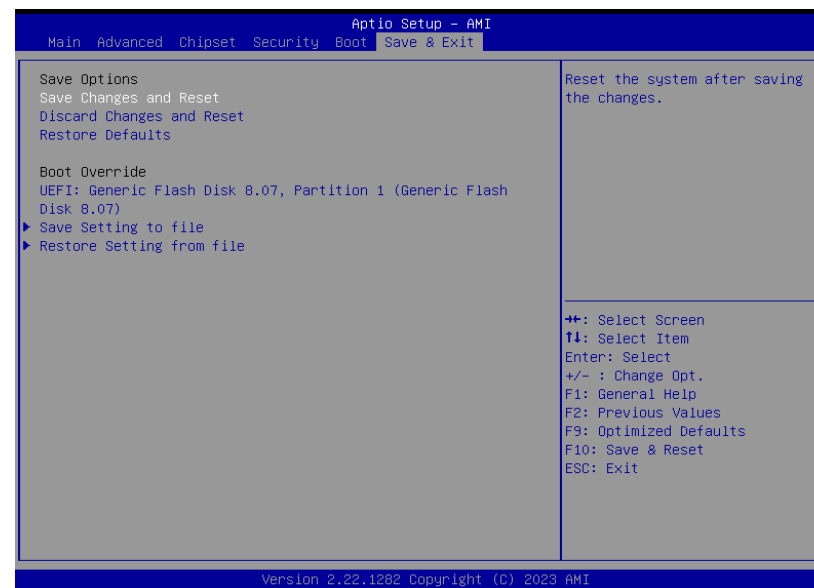 Aptio Setup – AMI
Main Advanced Chipset Security Boot Save & Exit
Save Options
Save Changes and Reset
Discard Changes and Reset
Restore Defaults
Boot Override
UEFI: Generic Flash Disk 8.07, Partition 1 (Generic Flash
Disk 8.07)
▶ Save Setting to file
▶ Restore Setting from file
Reset the system after saving
the changes.
→←: Select Screen
↑↓: Select Item
Enter: Select
+/- : Change Opt.
F1: General Help
F2: Previous Values
F9: Optimized Defaults
F10: Save & Reset
ESC: Exit
Version 2.22.1282 Copyright (C) 2023 AMI